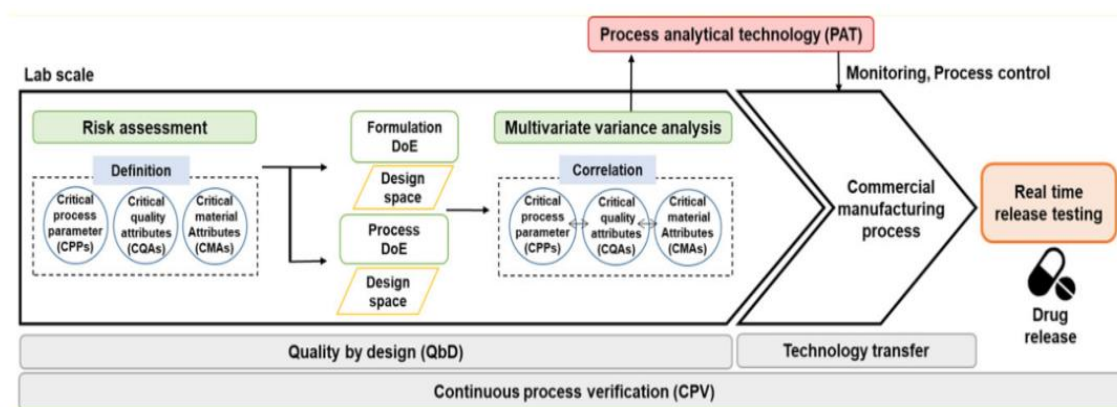 Process analytical technology (PAT)
Lab scale
Monitoring, Process control
Risk assessment
Formulation
DoE
Multivariate variance analysis
Definition
Design
space
Correlation
Critical
process
parameter
(CPPs)
Critical
quality
attributes
(CQAs)
Critical
material
Attributes
(CMAs)
Process
DoE
Design
space
Critical
process
parameter
(CPPs)
Critical
quality
attributes
(CQAs)
Critical
material
Attributes
(CMAs)
Commercial
manufacturing
process
Real time
release testing
Drug
release
Quality by design (QbD)
Technology transfer
Continuous process verification (CPV)